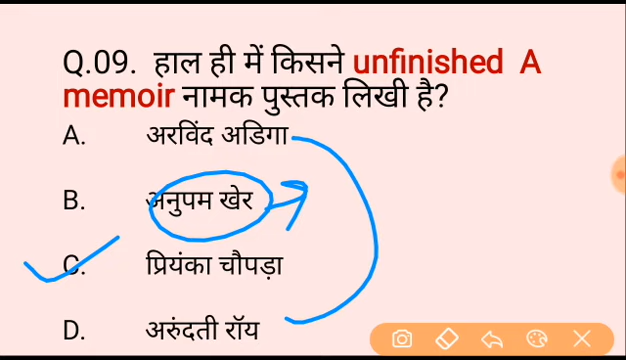 Q.09. हाल ही में किसने unfinished A
memoir नामक पुस्तक लिखी है?
A. अरविंद अडिगा
B. अनुपम खेर
C. प्रियंका चौपड़ा
D. अरुंदती रॉय